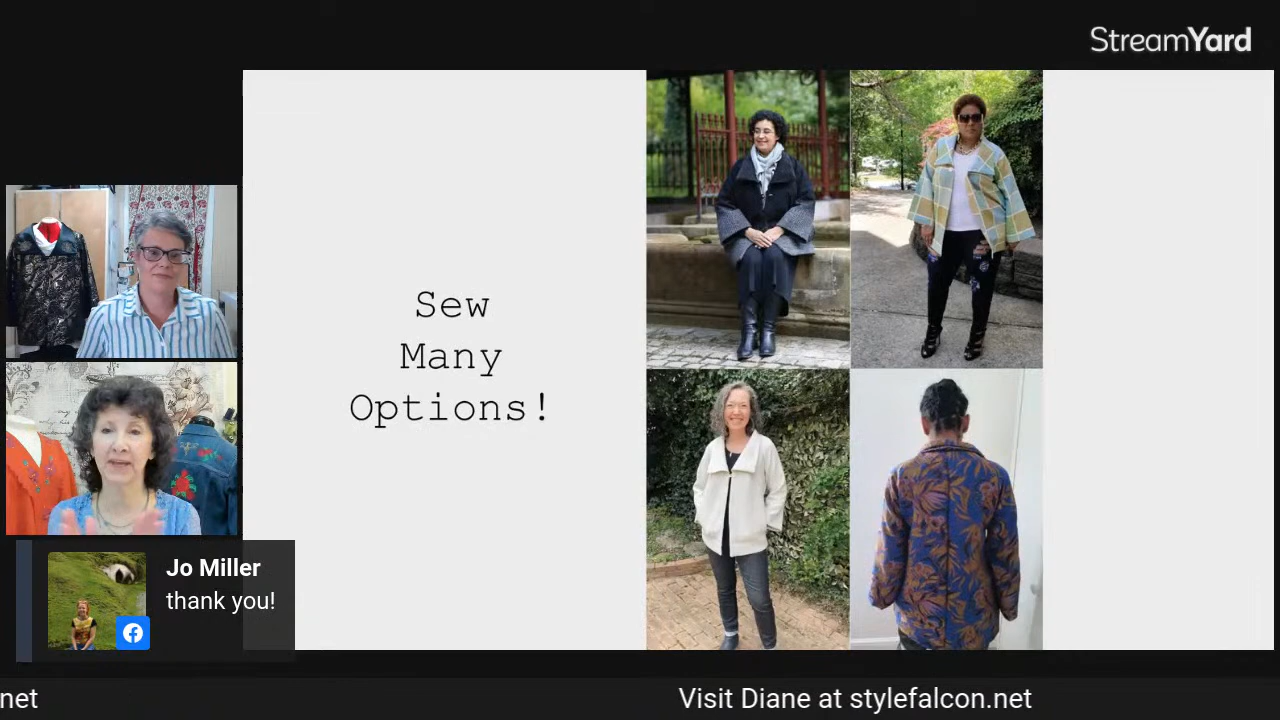 StreamYard
Sew
Many
Options!
Jo Miller
thank you!
net
Visit Diane at stylefalcon.net